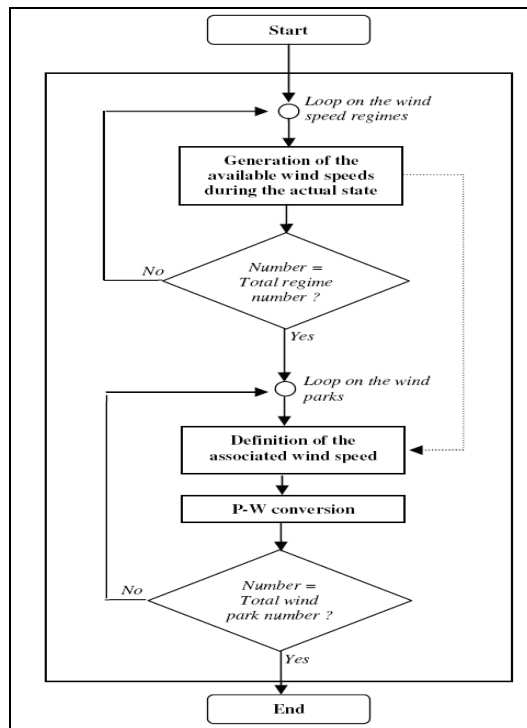 Start
Loop on the wind
speed regimes
Generation of the
available wind speeds
during the actual state
No
Number =
Total regime
number ?
Yes
Loop on the wind
parks
Definition of the
associated wind speed
P-W conversion
No
Number =
Total wind
park number ?
Yes
End